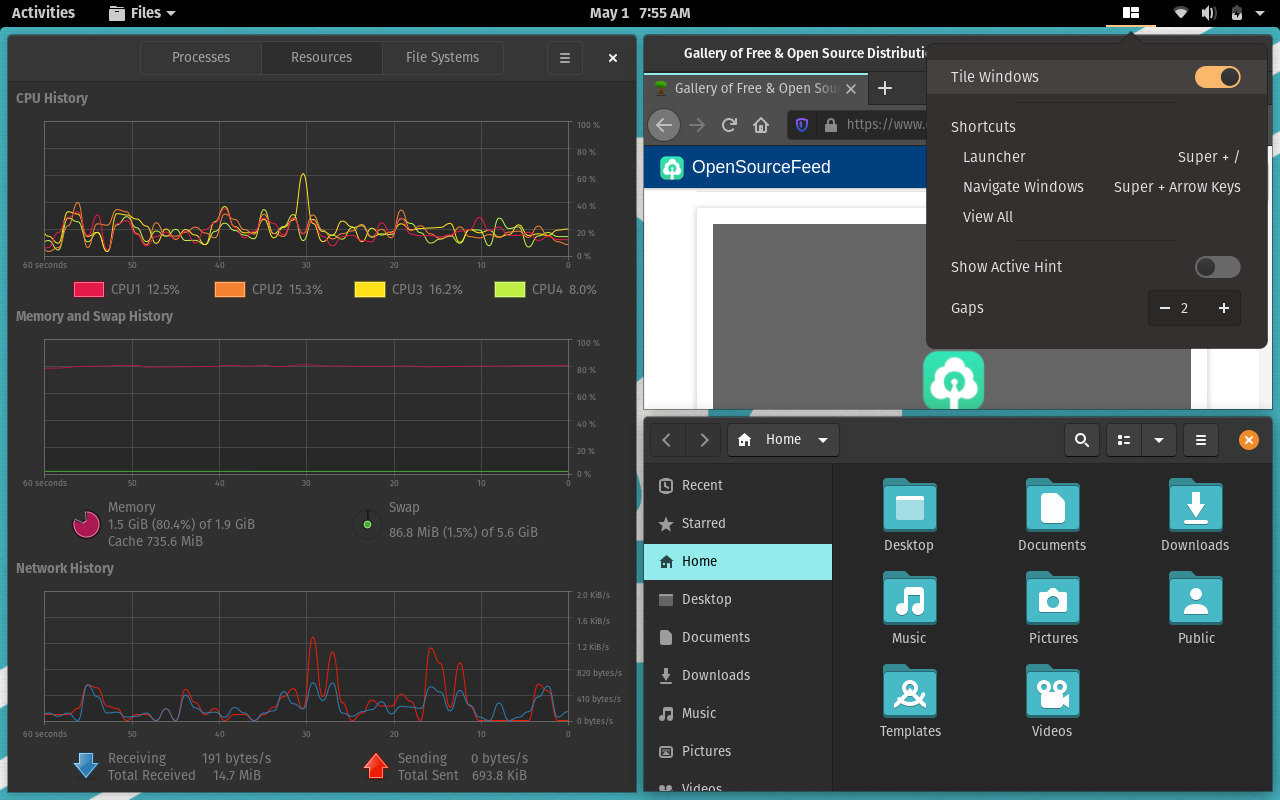 Activities Files May 1 7:55 AM
Processes Resources File Systems
CPU History
100 %
80 %
60 %
40 %
20 %
0 %
60 seconds 50 40 30 20 10 0
CPU1 12.5% CPU2 15.3% CPU3 16.2% CPU4 8.0%
Memory and Swap History
100 %
80 %
60 %
40 %
20 %
0 %
60 seconds 50 40 30 20 10 0
Memory
1.5 GiB (80.4%) of 1.9 GiB
Cache 735.6 MiB
Swap
86.8 MiB (1.5%) of 5.6 GiB
Network History
2.0 KiB/s
1.6 KiB/s
1.2 KiB/s
820 bytes/s
400 bytes/s
0 bytes/s
60 seconds 50 40 30 20 10 0
Receiving 191 bytes/s
Total Received 14.7 MiB
Sending 0 bytes/s
Total Sent 693.8 KiB
Gallery of Free & Open Source Distributi
Gallery of Free & Open Sou
https://www.
OpenSourceFeed
Tile Windows
Shortcuts
Launcher Super + /
Navigate Windows Super + Arrow Keys
View All
Show Active Hint
Gaps 2
Home
Recent
Starred
Home
Desktop
Documents
Downloads
Music
Pictures
Videos
Desktop Documents Downloads
Music Pictures Public
Templates Videos